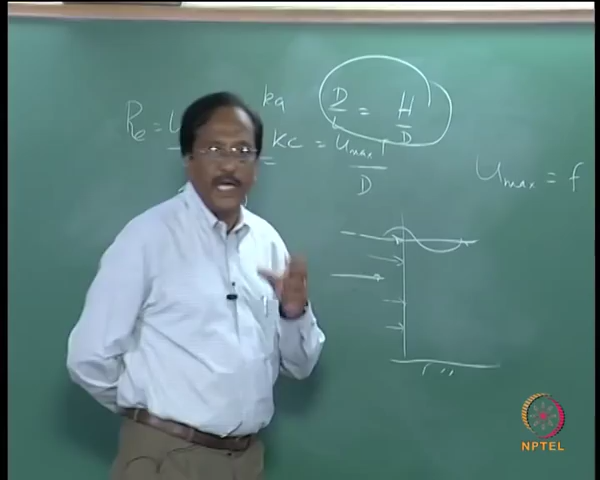 ka
D/L = H/D
Re = U
KC = Umax T / D
Umax = f
NPTEL